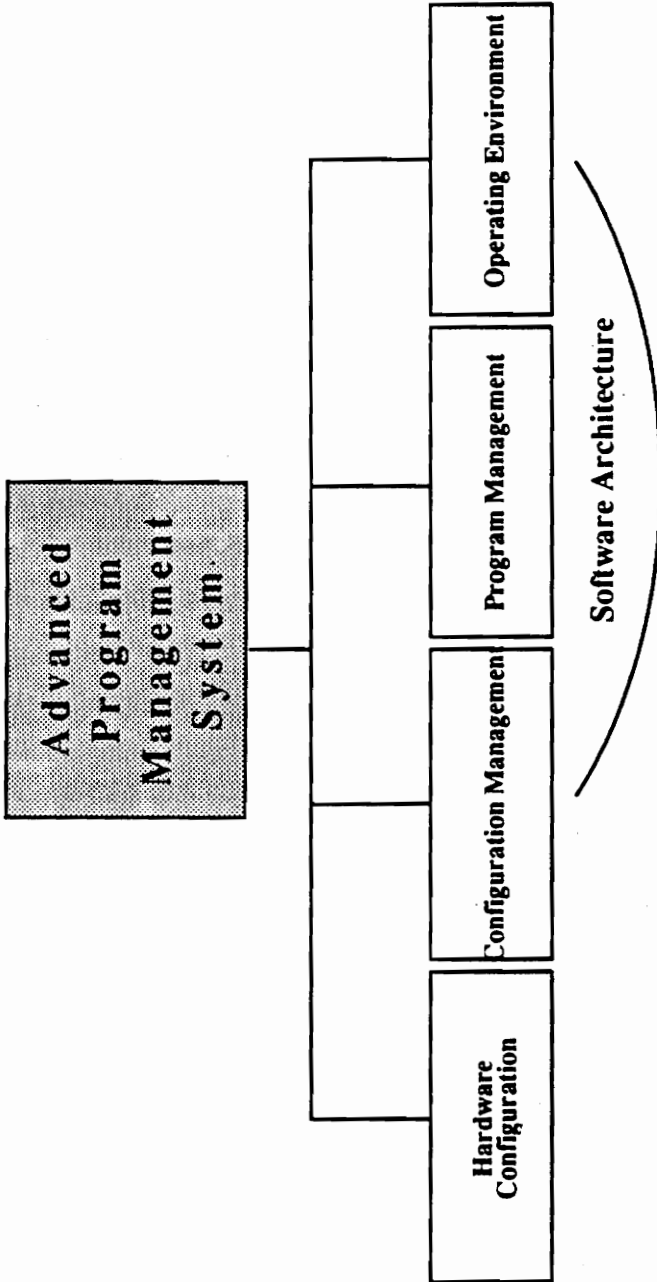 Advanced
Program
Management
System
Hardware
Configuration
Configuration Management
Program Management
Operating Environment
Software Architecture